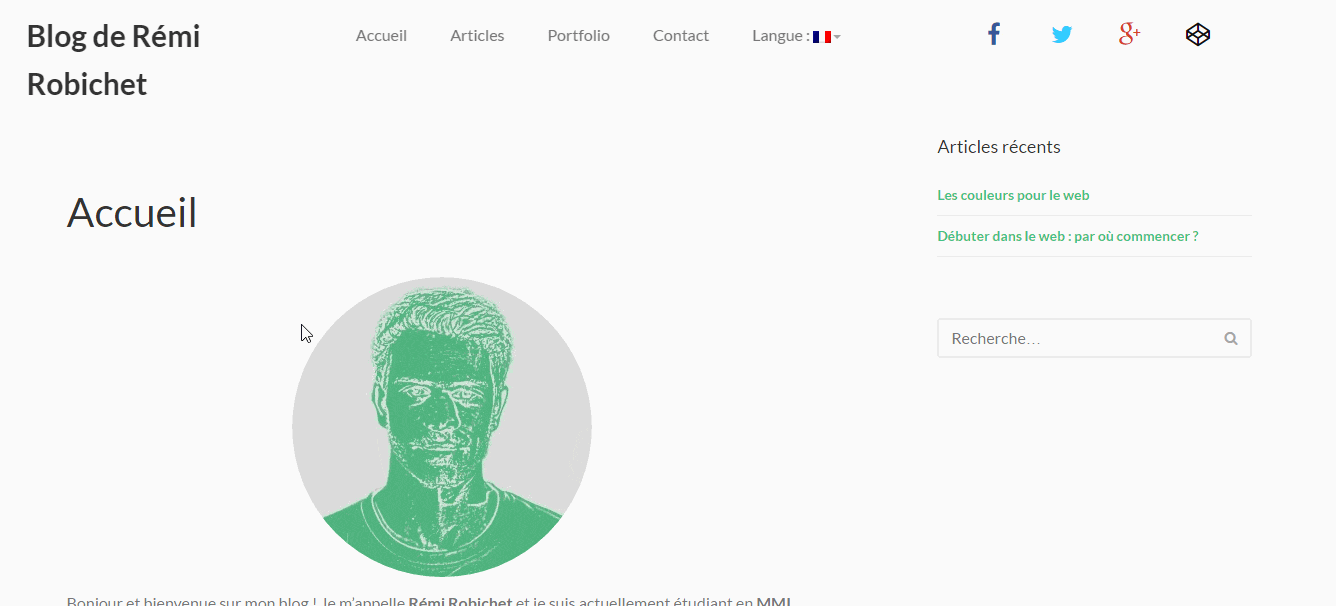 Blog de Rémi
Robichet
Accueil Articles Portfolio Contact Langue :
Accueil
Bonjour et bienvenue sur mon blog ! Je m'appelle Rémi Robichet et je suis actuellement étudiant en MMI
Articles récents
Les couleurs pour le web
Débuter dans le web : par où commencer ?
Recherche…